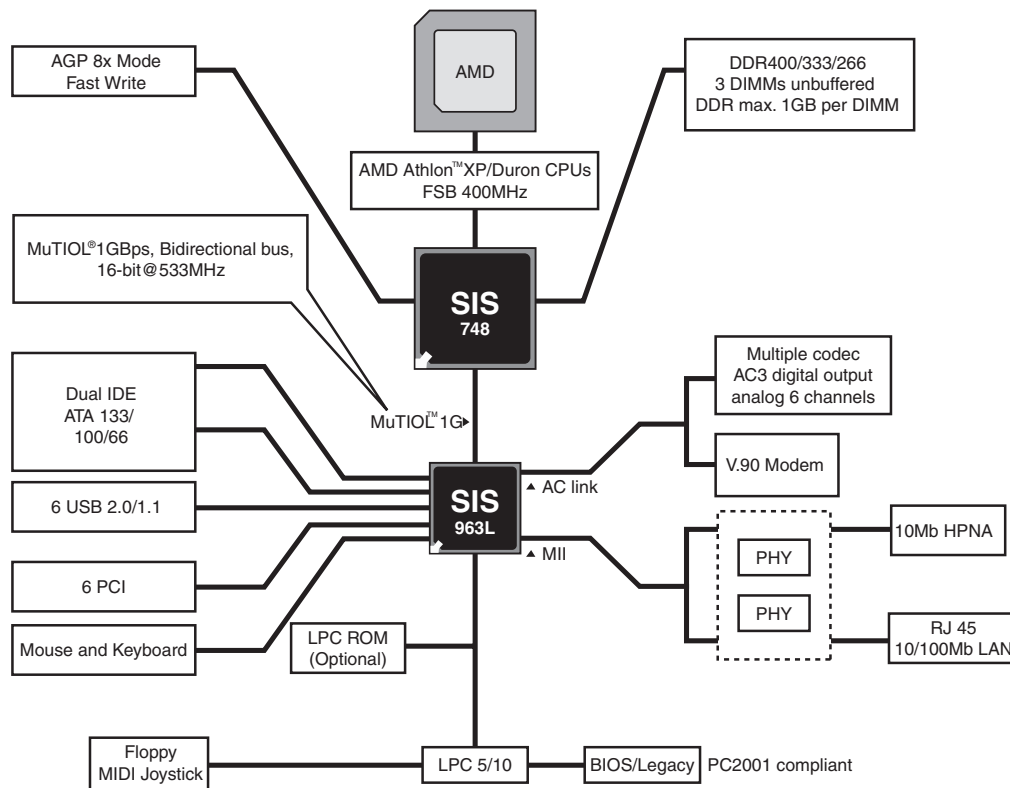 AGP 8x Mode
Fast Write
AMD
DDR400/333/266
3 DIMMs unbuffered
DDR max. 1GB per DIMM
AMD Athlon™XP/Duron CPUs
FSB 400MHz
MuTIOL®1GBps, Bidirectional bus,
16-bit@533MHz
SIS
748
Dual IDE
ATA 133/
100/66
MuTIOL™1G
Multiple codec
AC3 digital output
analog 6 channels
V.90 Modem
6 USB 2.0/1.1
SIS
963L
AC link
MII
10Mb HPNA
PHY
PHY
6 PCI
Mouse and Keyboard
LPC ROM
(Optional)
RJ 45
10/100Mb LAN
Floppy
MIDI Joystick
LPC 5/10
BIOS/Legacy
PC2001 compliant